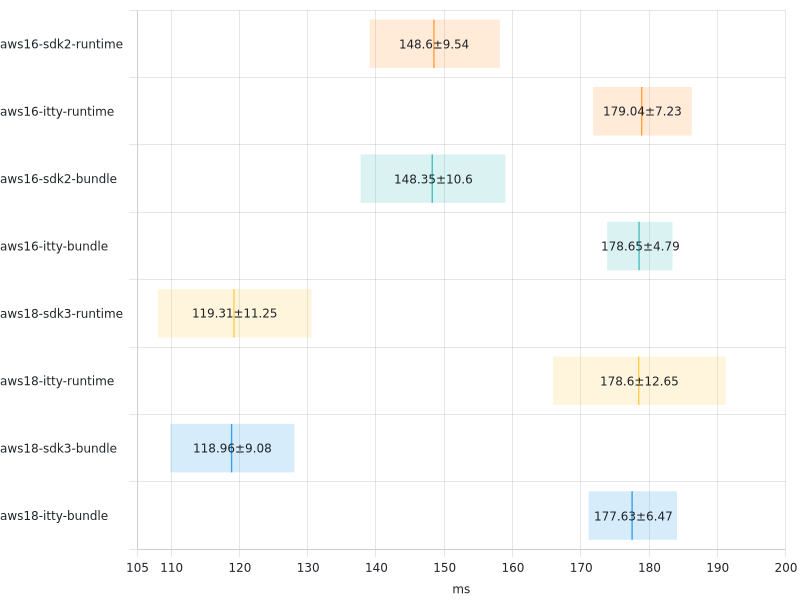 aws16-sdk2-runtime 148.6±9.54
aws16-itty-runtime 179.04±7.23
aws16-sdk2-bundle 148.35±10.6
aws16-itty-bundle 178.65±4.79
aws18-sdk3-runtime 119.31±11.25
aws18-itty-runtime 178.6±12.65
aws18-sdk3-bundle 118.96±9.08
aws18-itty-bundle 177.63±6.47
105 110 120 130 140 150 160 170 180 190 200
ms